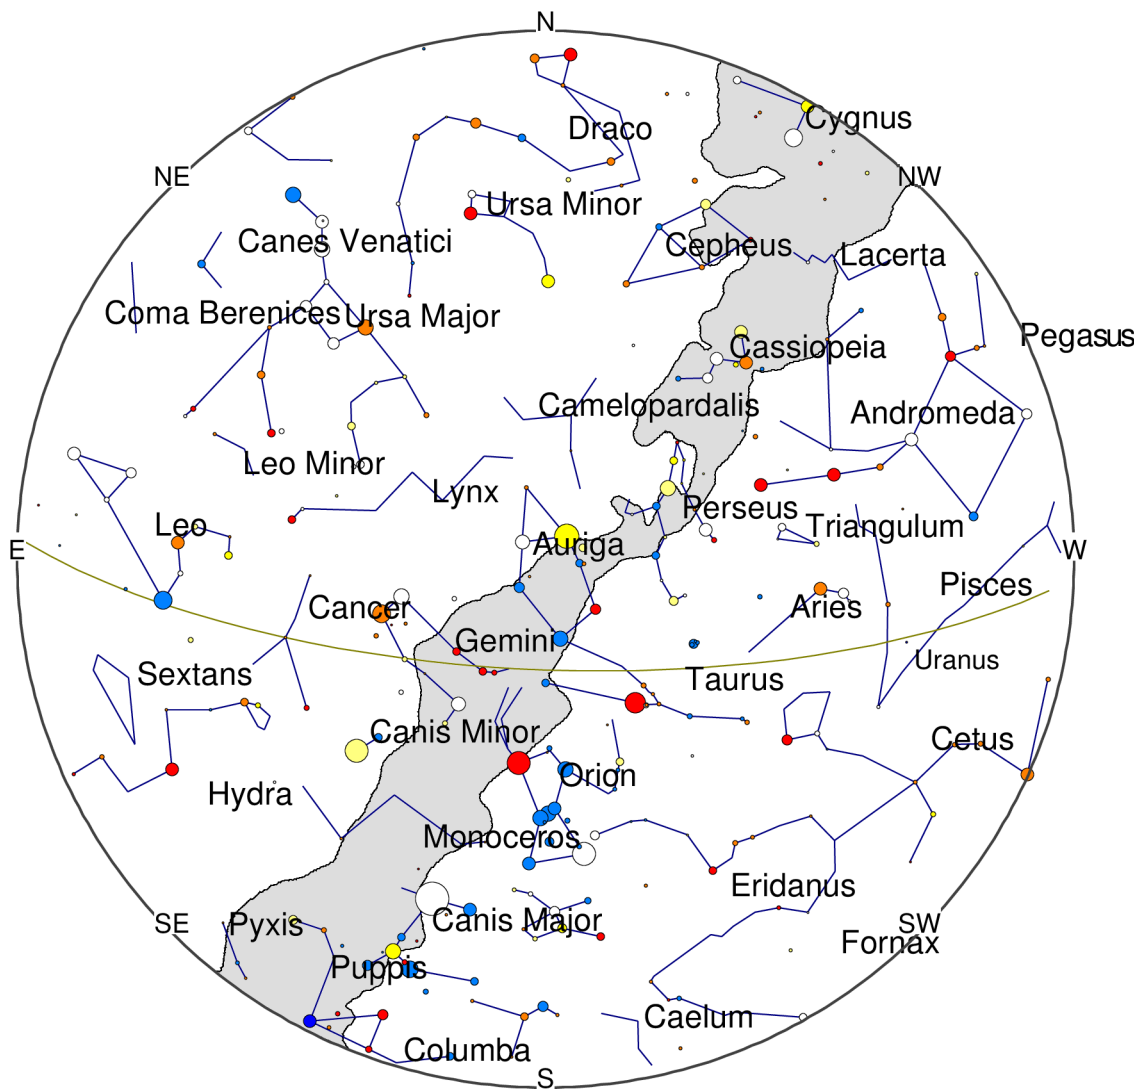 N
Cygnus
Draco
NE
NW
Ursa Minor
Canes Venatici
Cepheus
Lacerta
Coma Berenices
Ursa Major
Pegasus
Cassiopeia
Camelopardalis
Andromeda
Leo Minor
Lynx
Perseus
Leo
Triangulum
E
Auriga
W
Pisces
Cancer
Aries
Gemini
Uranus
Sextans
Taurus
Canis Minor
Cetus
Orion
Hydra
Monoceros
Eridanus
SE
Pyxis
Canis Major
SW
Fornax
Puppis
Caelum
Columba
S